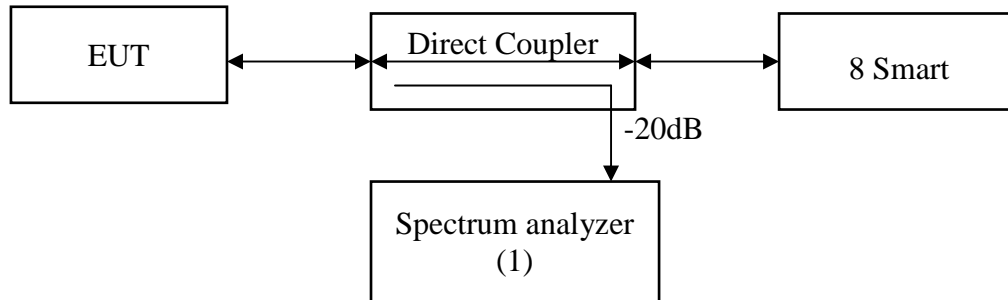 EUT
Direct Coupler
8 Smart
-20dB
Spectrum analyzer
(1)